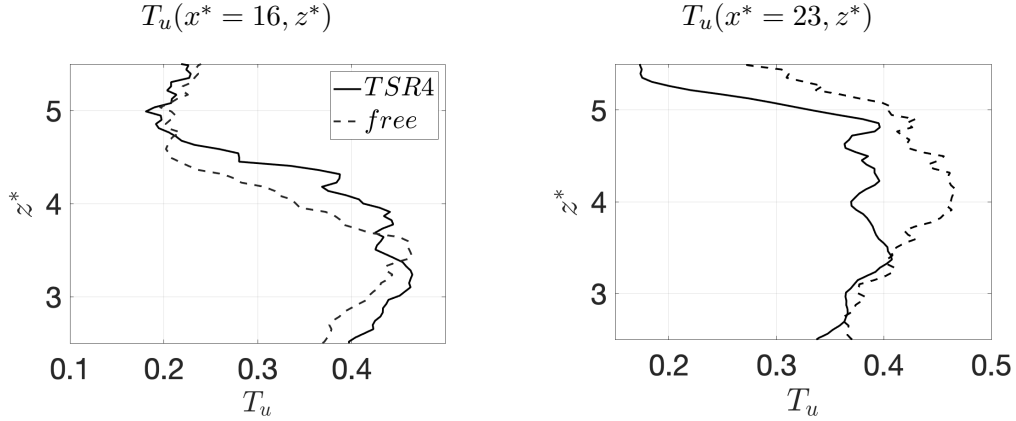 T_u(x* = 16, z*)
TSR4
free
5
4
3
z*
0.1 0.2 0.3 0.4
T_u
T_u(x* = 23, z*)
5
4
3
z*
0.2 0.3 0.4 0.5
T_u